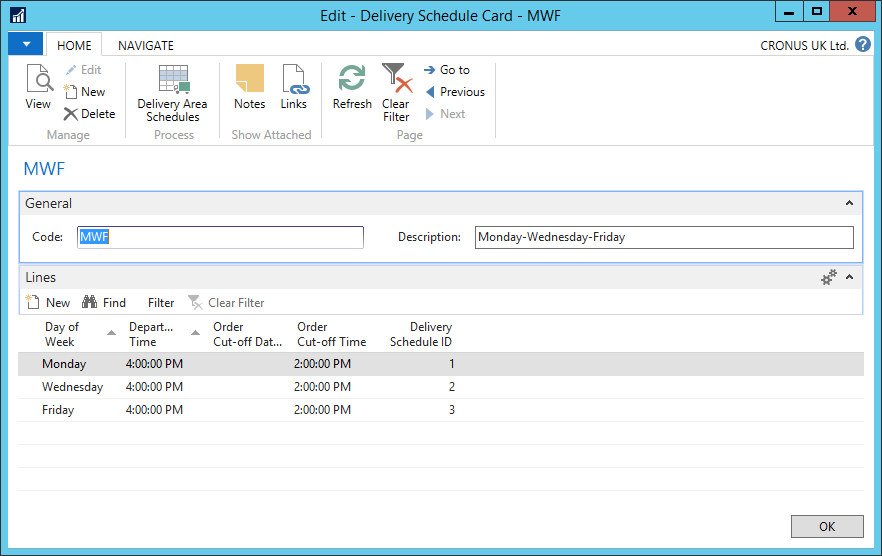 Edit - Delivery Schedule Card - MWF
HOME NAVIGATE CRONUS UK Ltd. ?
View
Edit
New
Delete
Manage
Delivery Area
Schedules
Process
Notes
Links
Show Attached
Refresh
Clear
Filter
Go to
Previous
Next
Page
MWF
General
Code: MWF Description: Monday-Wednesday-Friday
Lines
New Find Filter Clear Filter
Day of
Week
Depart...
Time
Order
Cut-off Dat...
Order
Cut-off Time
Delivery
Schedule ID
Monday 4:00:00 PM 2:00:00 PM 1
Wednesday 4:00:00 PM 2:00:00 PM 2
Friday 4:00:00 PM 2:00:00 PM 3
OK